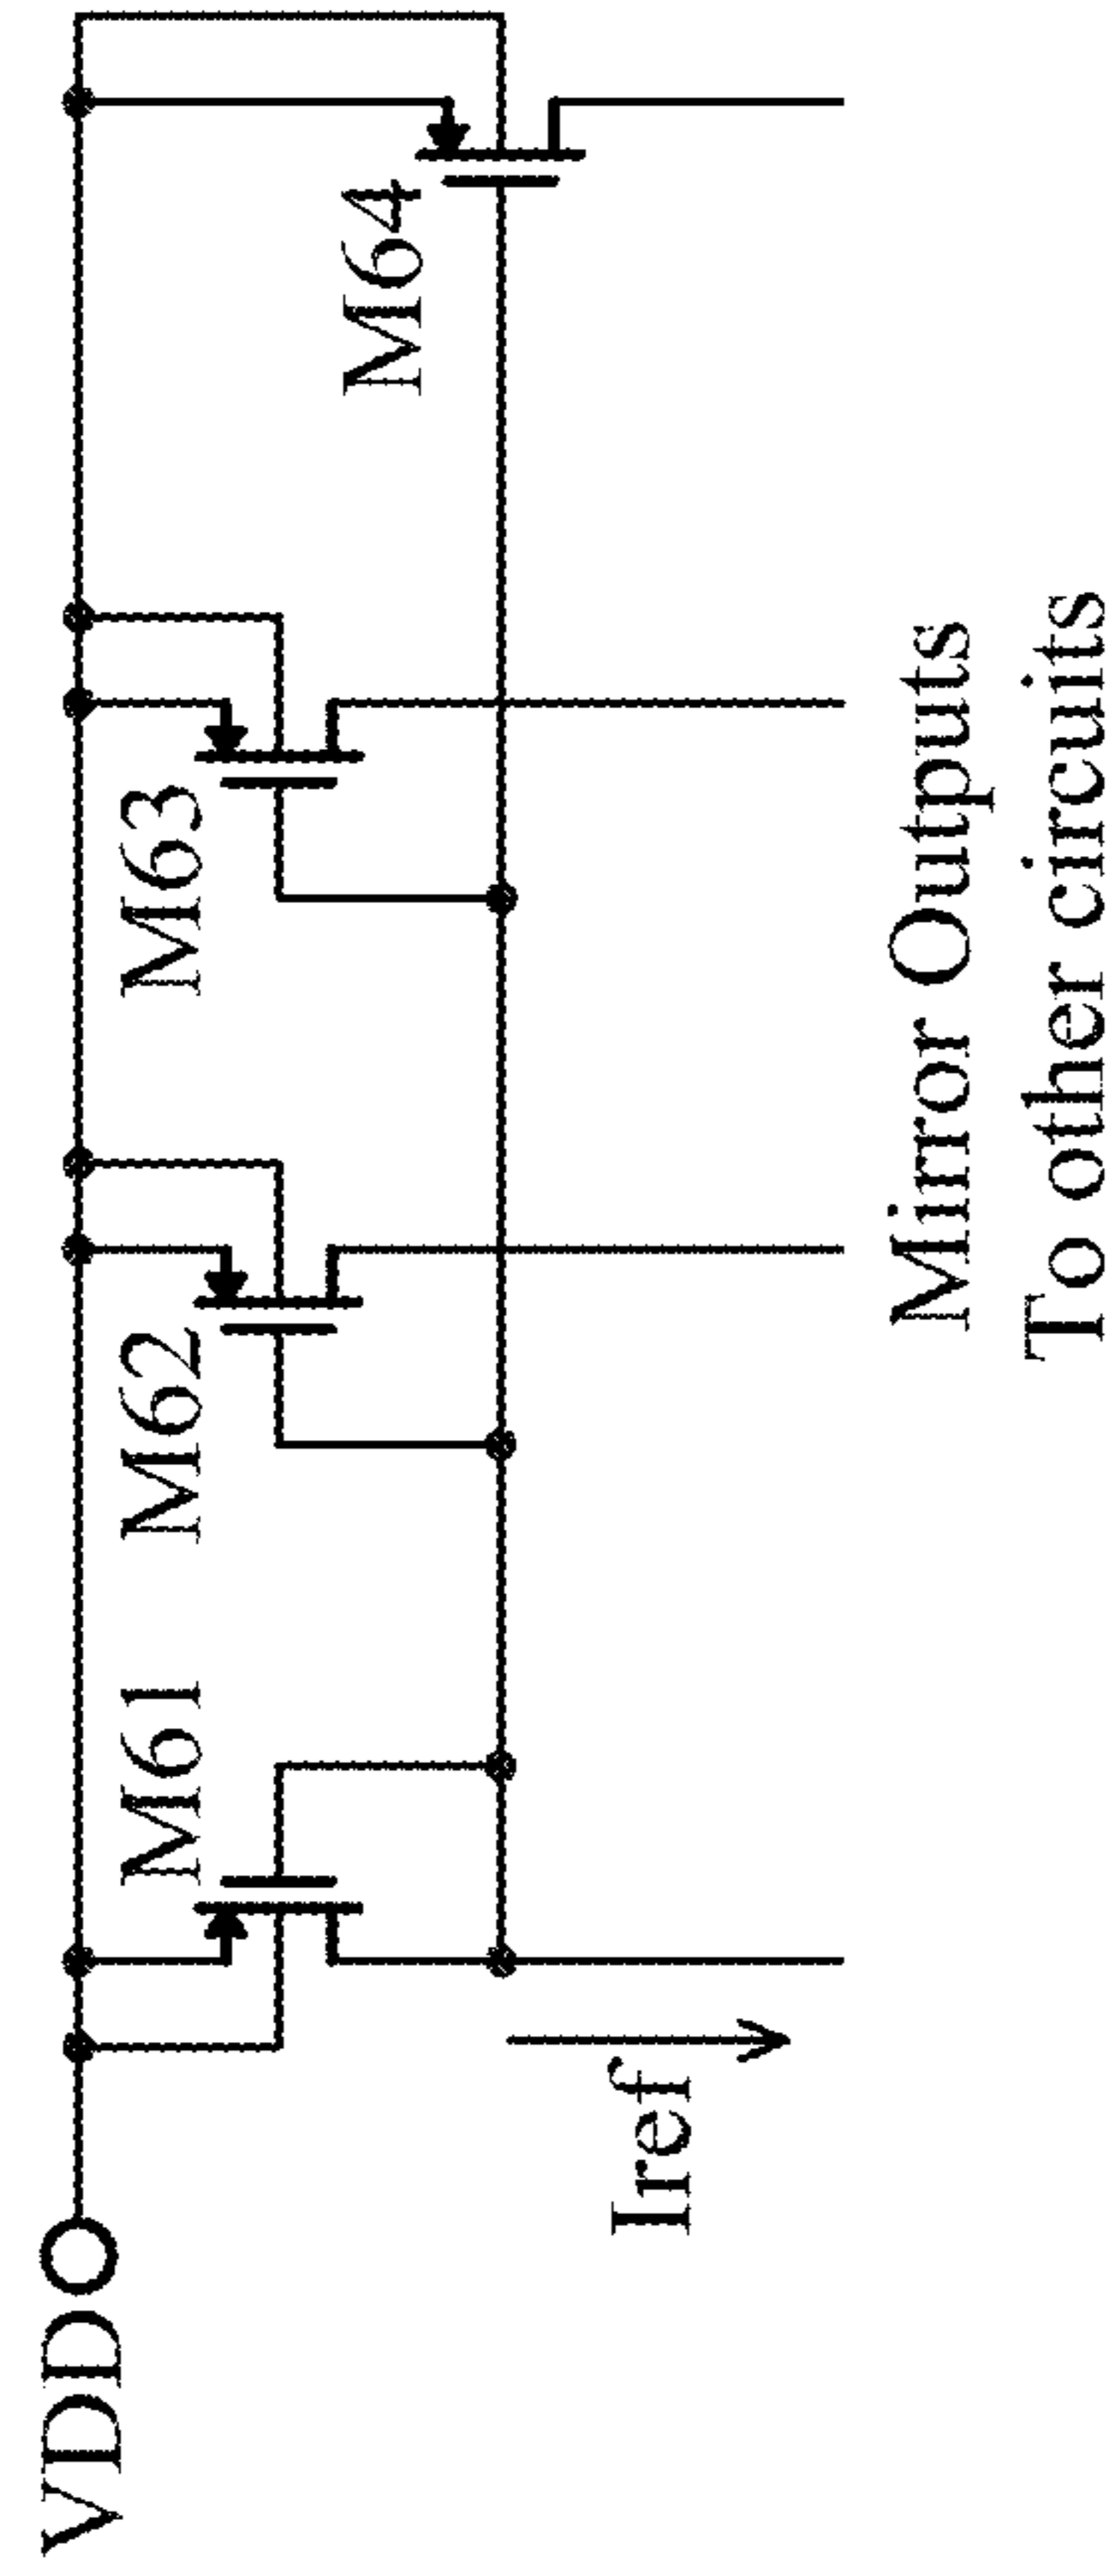 VDD
M61
M62
M63
M64
Iref
Mirror Outputs
To other circuits